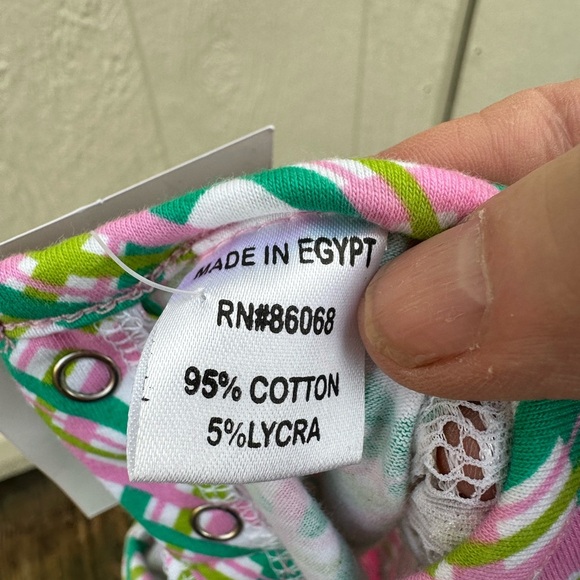 MADE IN EGYPT
RN#86068
95% COTTON
5%LYCRA